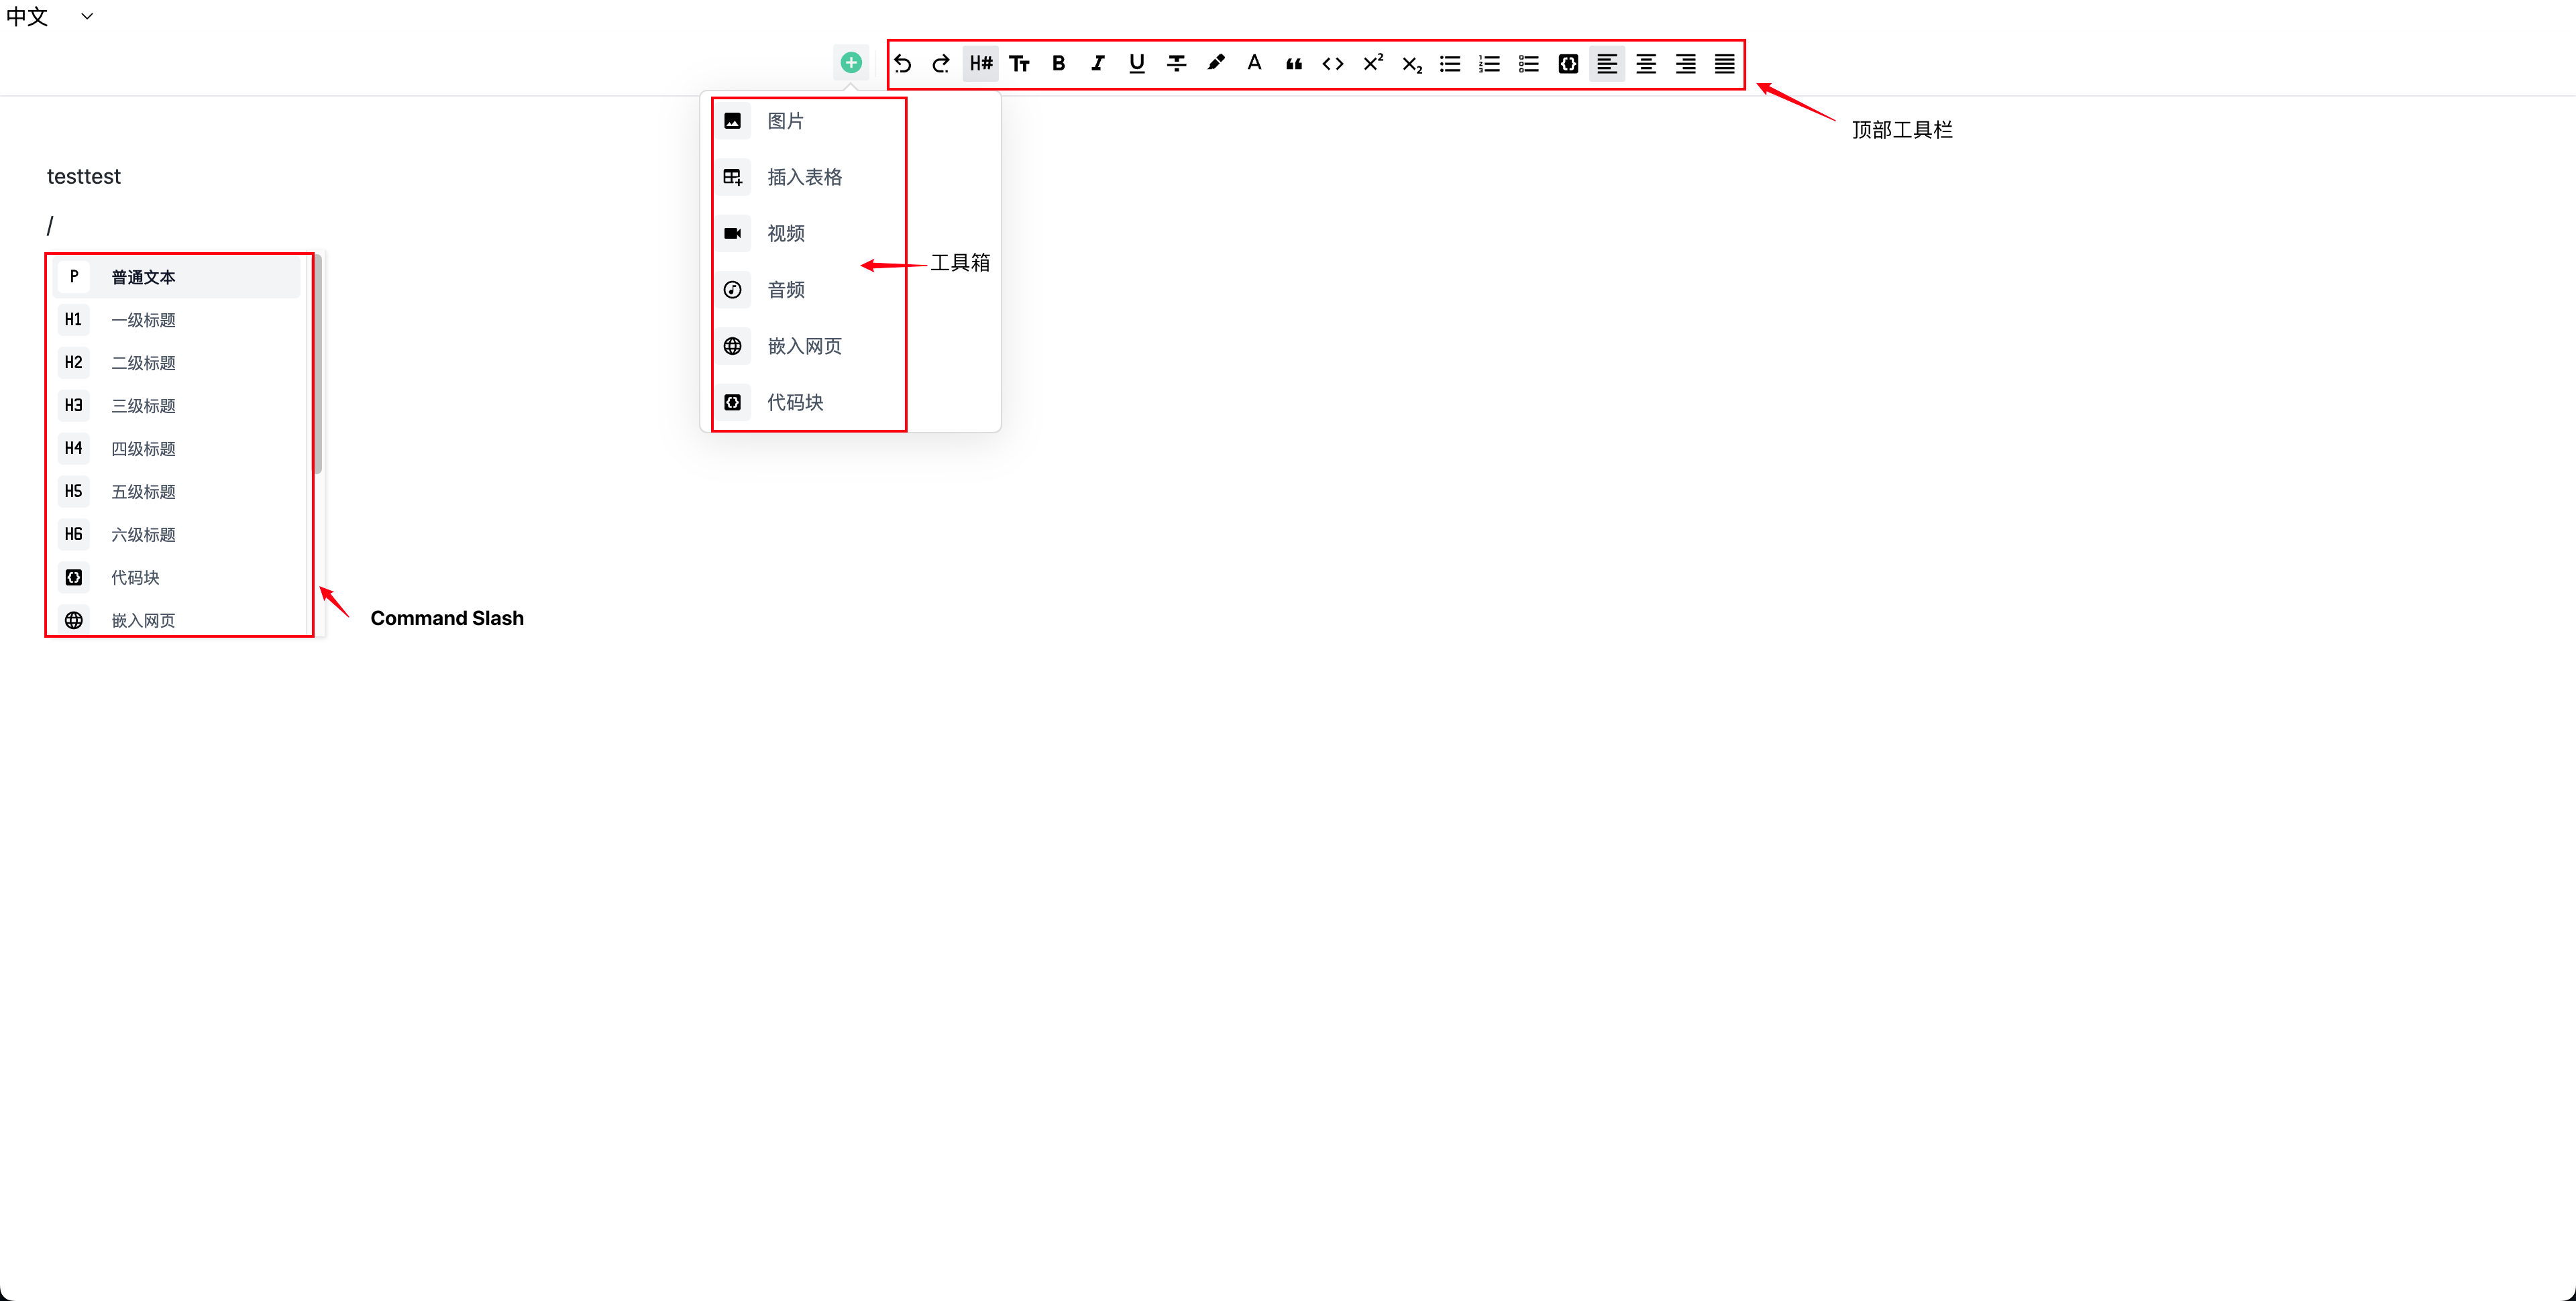 中文
H# Tт B I U A “ <> X² X₂
顶部工具栏
图片
插入表格
视频
工具箱
音频
嵌入网页
代码块
testtest
/
P 普通文本
H1 一级标题
H2 二级标题
H3 三级标题
H4 四级标题
H5 五级标题
H6 六级标题
代码块
嵌入网页
Command Slash